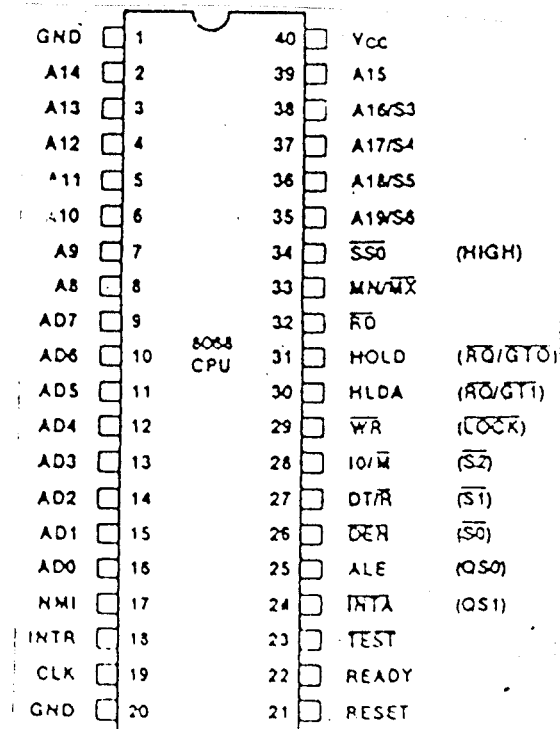 GND 1 40 VCC
A14 2 39 A15
A13 3 38 A16/S3
A12 4 37 A17/S4
A11 5 36 A18/S5
A10 6 35 A19/S6
A9 7 34 SS0 (HIGH)
A8 8 33 MN/MX
AD7 9 32 RD
8088
CPU
AD6 10 31 HOLD (RQ/GT0)
AD5 11 30 HLDA (RQ/GT1)
AD4 12 29 WR (LOCK)
AD3 13 28 IO/M (S2)
AD2 14 27 DT/R (S1)
AD1 15 26 DEN (S0)
AD0 16 25 ALE (QS0)
NMI 17 24 INTA (QS1)
INTR 18 23 TEST
CLK 19 22 READY
GND 20 21 RESET